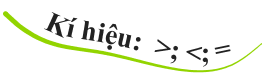 Kí hiệu: >; <; =